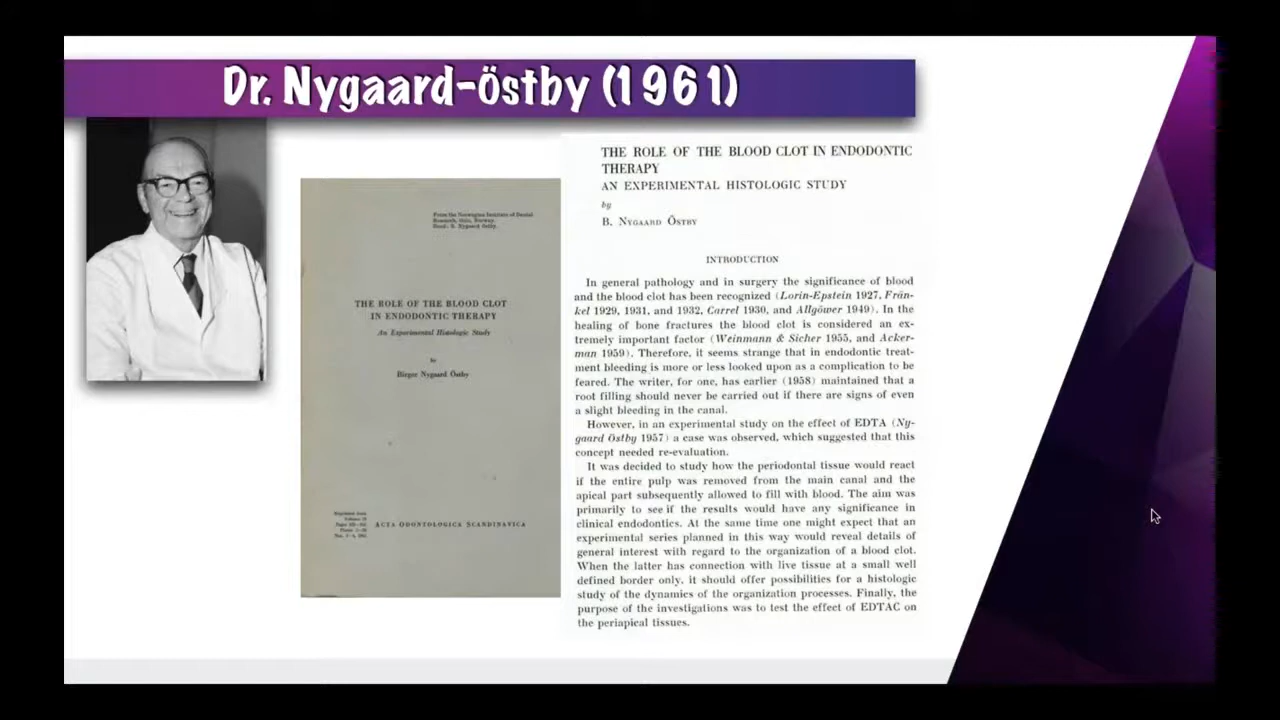 Dr. Nygaard-östby (1961)
From the Norwegian Institute of Dental
Research, Oslo, Norway.
Head: B. Nygaard Östby.
THE ROLE OF THE BLOOD CLOT
IN ENDODONTIC THERAPY
An Experimental Histologic Study
by
Birger Nygaard Östby
ACTA ODONTOLOGICA SCANDINAVICA
THE ROLE OF THE BLOOD CLOT IN ENDODONTIC
THERAPY
AN EXPERIMENTAL HISTOLOGIC STUDY
by
B. NYGAARD ÖSTBY
INTRODUCTION
In general pathology and in surgery the significance of blood
and the blood clot has been recognized (Lorin-Epstein 1927, Frän-
kel 1929, 1931, and 1932, Carrel 1930, and Allgöwer 1949). In the
healing of bone fractures the blood clot is considered an ex-
tremely important factor (Weinmann & Sicher 1955, and Acker-
man 1959). Therefore, it seems strange that in endodontic treat-
ment bleeding is more or less looked upon as a complication to be
feared. The writer, for one, has earlier (1958) maintained that a
root filling should never be carried out if there are signs of even
a slight bleeding in the canal.
However, in an experimental study on the effect of EDTA (Ny-
gaard Östby 1957) a case was observed, which suggested that this
concept needed re-evaluation.
It was decided to study how the periodontal tissue would react
if the entire pulp was removed from the main canal and the
apical part subsequently allowed to fill with blood. The aim was
primarily to see if the results would have any significance in
clinical endodontics. At the same time one might expect that an
experimental series planned in this way would reveal details of
general interest with regard to the organization of a blood clot.
When the latter has connection with live tissue at a small well
defined border only, it should offer possibilities for a histologic
study of the dynamics of the organization processes. Finally, the
purpose of the investigations was to test the effect of EDTAC on
the periapical tissues.